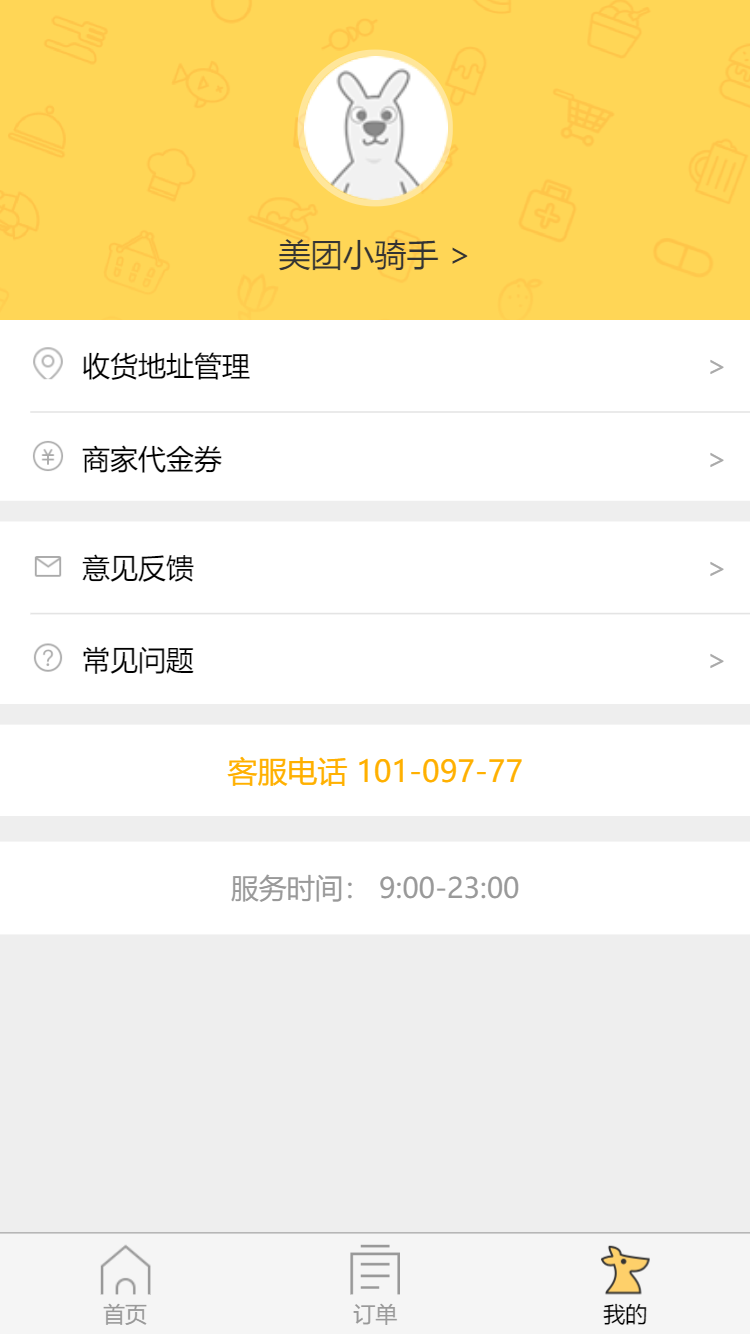 美团小骑手 >
收货地址管理 >
商家代金券 >
意见反馈 >
常见问题 >
客服电话 101-097-77
服务时间： 9:00-23:00
首页 订单 我的